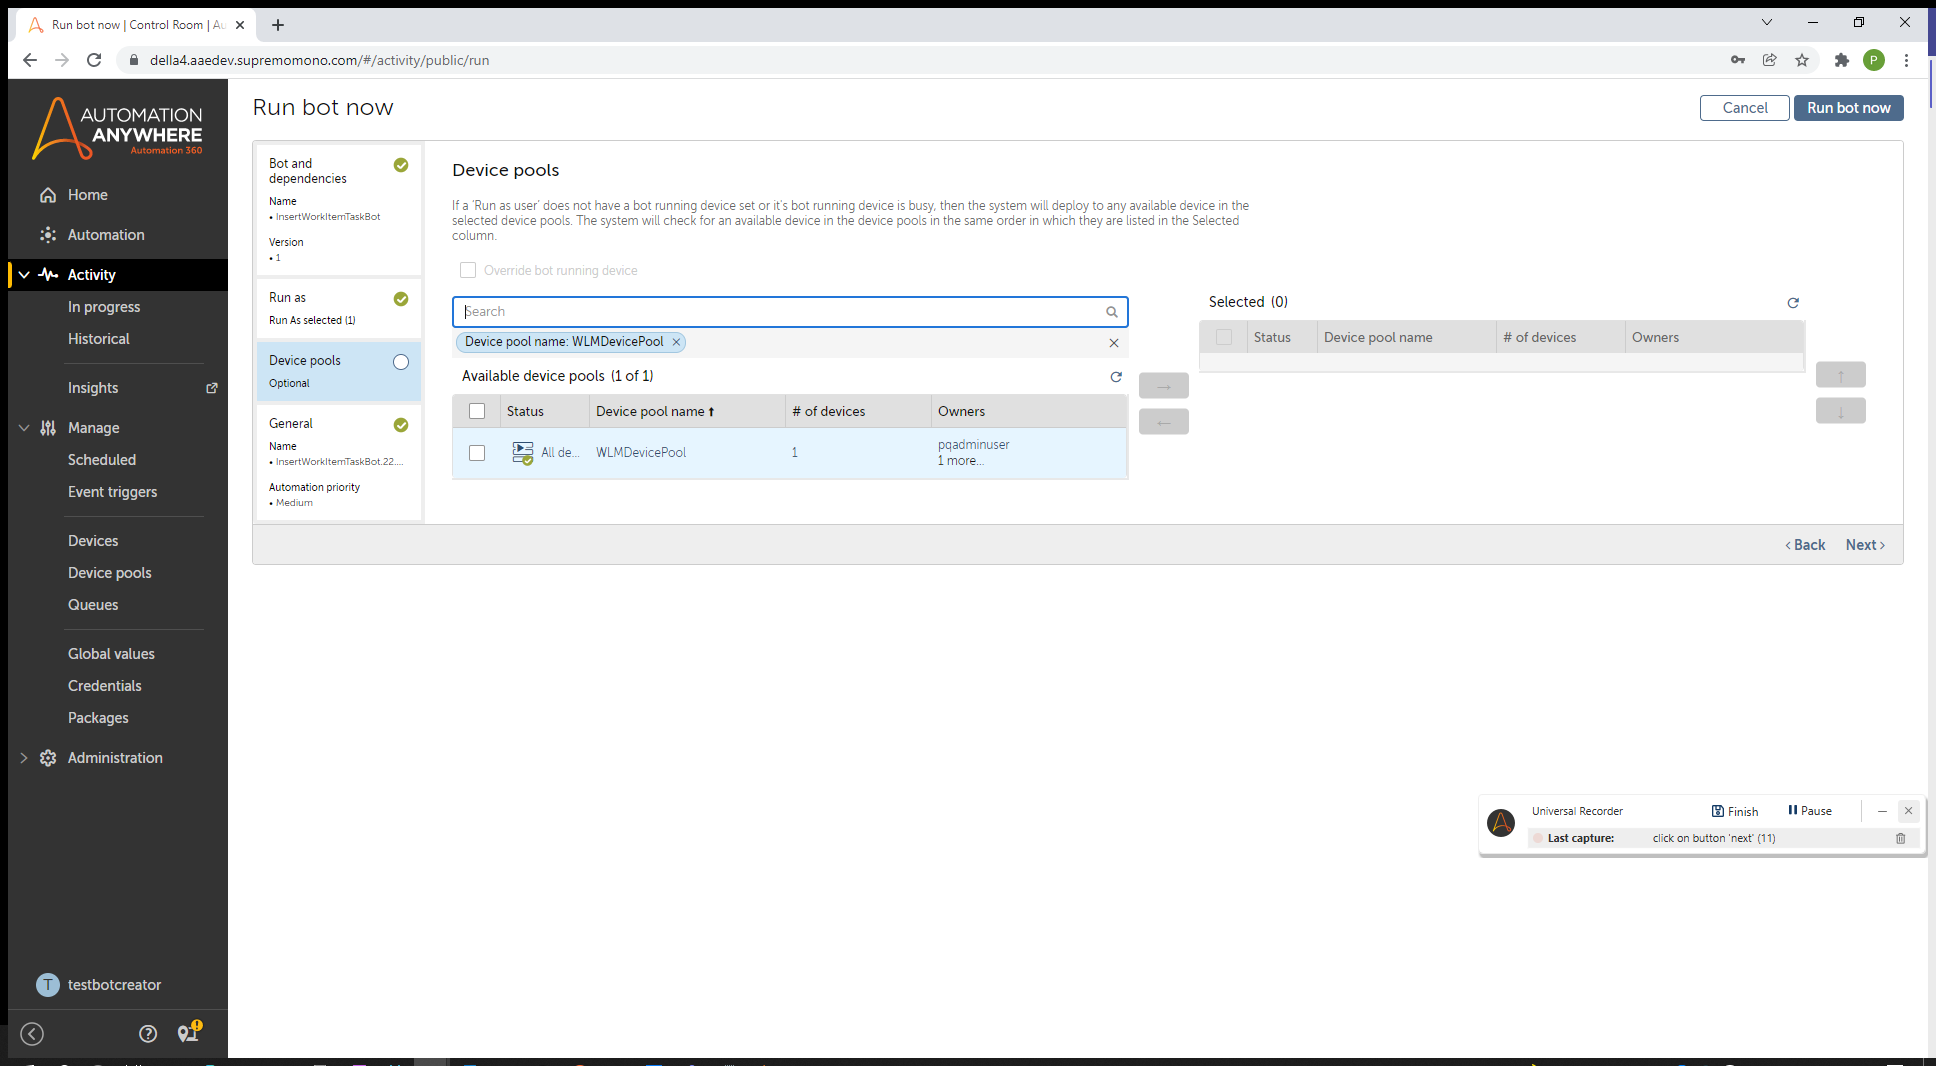 Run bot now | Control Room | Au
della4.aaedev.supremomono.com/#/activity/public/run
P
AUTOMATION
ANYWHERE
Automation 360
Home
Automation
Activity
In progress
Historical
Insights
Manage
Scheduled
Event triggers
Devices
Device pools
Queues
Global values
Credentials
Packages
Administration
T testbotcreator
Run bot now
Cancel
Run bot now
Bot and
dependencies
Name
• InsertWorkItemTaskBot
Version
• 1
Run as
Run As selected (1)
Device pools
Optional
General
Name
• InsertWorkItemTaskBot.22....
Automation priority
• Medium
Device pools
If a 'Run as user' does not have a bot running device set or it's bot running device is busy, then the system will deploy to any available device in the
selected device pools. The system will check for an available device in the device pools in the same order in which they are listed in the Selected
column.
Override bot running device
Search
Device pool name: WLMDevicePool
Available device pools (1 of 1)
Status Device pool name # of devices Owners
All de... WLMDevicePool 1 pqadminuser
1 more...
Selected (0)
Status Device pool name # of devices Owners
Back Next
Universal Recorder Finish Pause
Last capture: click on button 'next' (11)